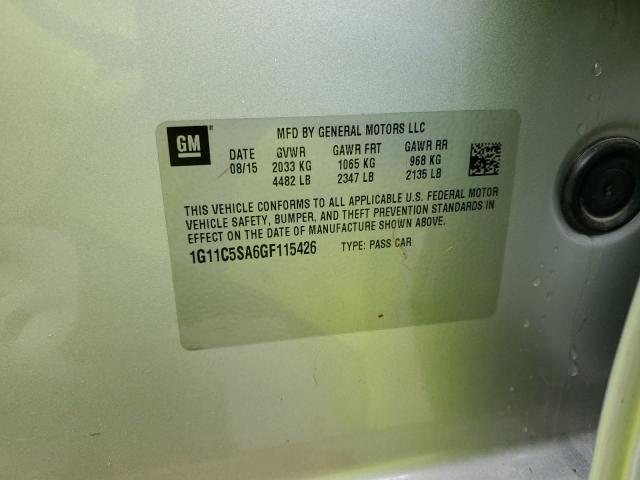 GM ®
MFD BY GENERAL MOTORS LLC
DATE GVWR GAWR FRT GAWR RR
08/15 2033 KG 1065 KG 968 KG
4482 LB 2347 LB 2135 LB
THIS VEHICLE CONFORMS TO ALL APPLICABLE U.S. FEDERAL MOTOR
VEHICLE SAFETY, BUMPER, AND THEFT PREVENTION STANDARDS IN
EFFECT ON THE DATE OF MANUFACTURE SHOWN ABOVE.
1G11C5SA6GF115426 TYPE: PASS CAR